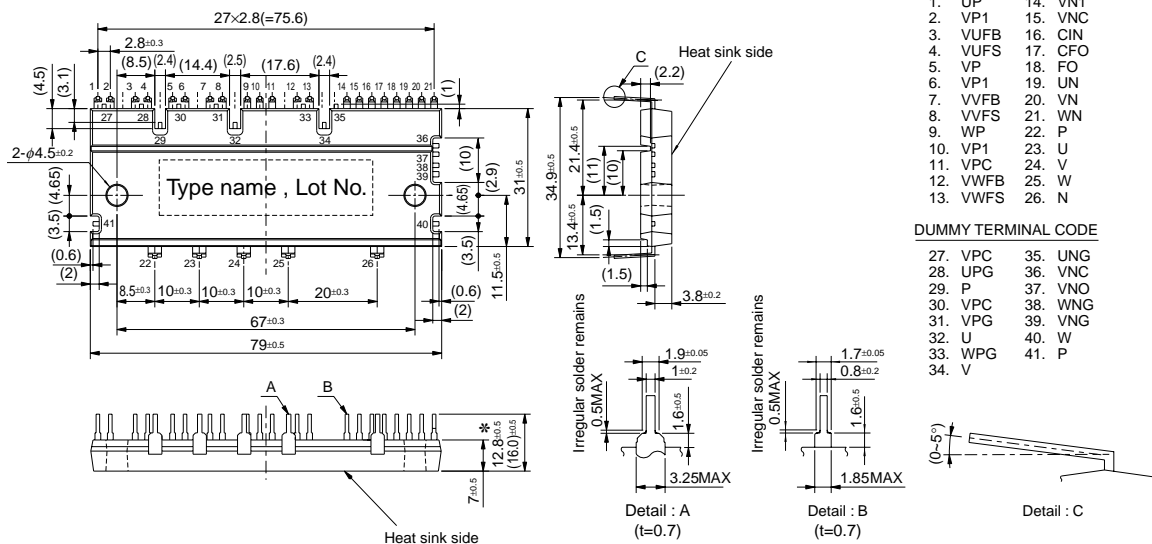 27×2.8(=75.6)
2.8±0.3
(8.5) (2.4) (14.4) (2.5) (17.6) (2.4)
(4.5)
(3.1)
(1)
1 2 3 4 5 6 7 8 9 10 11 12 13 14 15 16 17 18 19 20 21
27 28 30 31 33 35
29 32 34
36
37
38
39
2-φ4.5±0.2
(4.65)
(3.5)
(0.6)
(2)
Type name , Lot No.
41
40
(10)
(2.9)
(4.65)
(3.5)
31±0.5
11.5±0.5
22 23 24 25 26
8.5±0.3 10±0.3 10±0.3 10±0.3 20±0.3
(0.6)
(2)
67±0.3
79±0.5
C
Heat sink side
(2.2)
34.9±0.5
21.4±0.5
(11)
(10)
13.4±0.5
(1.5)
(1.5)
3.8±0.2
1. UP 14. VN1
2. VP1 15. VNC
3. VUFB 16. CIN
4. VUFS 17. CFO
5. VP 18. FO
6. VP1 19. UN
7. VVFB 20. VN
8. VVFS 21. WN
9. WP 22. P
10. VP1 23. U
11. VPC 24. V
12. VWFB 25. W
13. VWFS 26. N
DUMMY TERMINAL CODE
27. VPC 35. UNG
28. UPG 36. VNC
29. P 37. VNO
30. VPC 38. WNG
31. VPG 39. VNG
32. U 40. W
33. WPG 41. P
34. V
A B
*
12.8±0.5
(16.0)±0.5
7±0.5
Heat sink side
Irregular solder remains
0.5MAX
1.9±0.05
1±0.2
1.6±0.5
3.25MAX
Detail : A
(t=0.7)
Irregular solder remains
0.5MAX
1.7±0.05
0.8±0.2
1.6±0.5
1.85MAX
Detail : B
(t=0.7)
(0~5°)
Detail : C